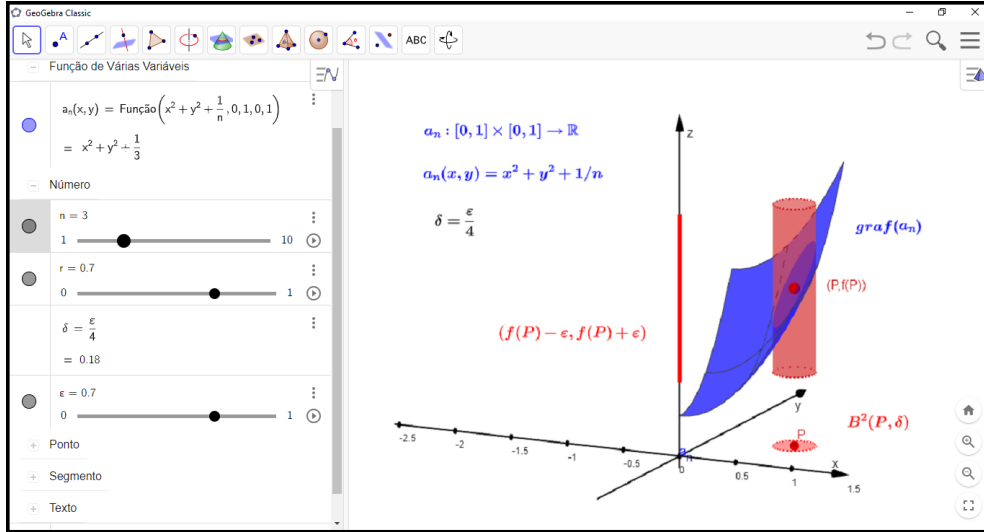 GeoGebra Classic
ABC
Função de Várias Variáveis
aₙ(x,y) = Função(x² + y² + 1/n, 0, 1, 0, 1)
= x² + y² + 1/3
Número
n = 3
1 10
r = 0.7
0 1
δ = ε/4
= 0.18
ε = 0.7
0 1
Ponto
Segmento
Texto
aₙ : [0, 1] × [0, 1] → ℝ
aₙ(x, y) = x² + y² + 1/n
δ = ε/4
z
graf(aₙ)
(P,f(P))
(f(P) − ε, f(P) + ε)
y
B²(P, δ)
P
-2.5 -2 -1.5 -1 -0.5 0 0.5 1 1.5
aₙ
x